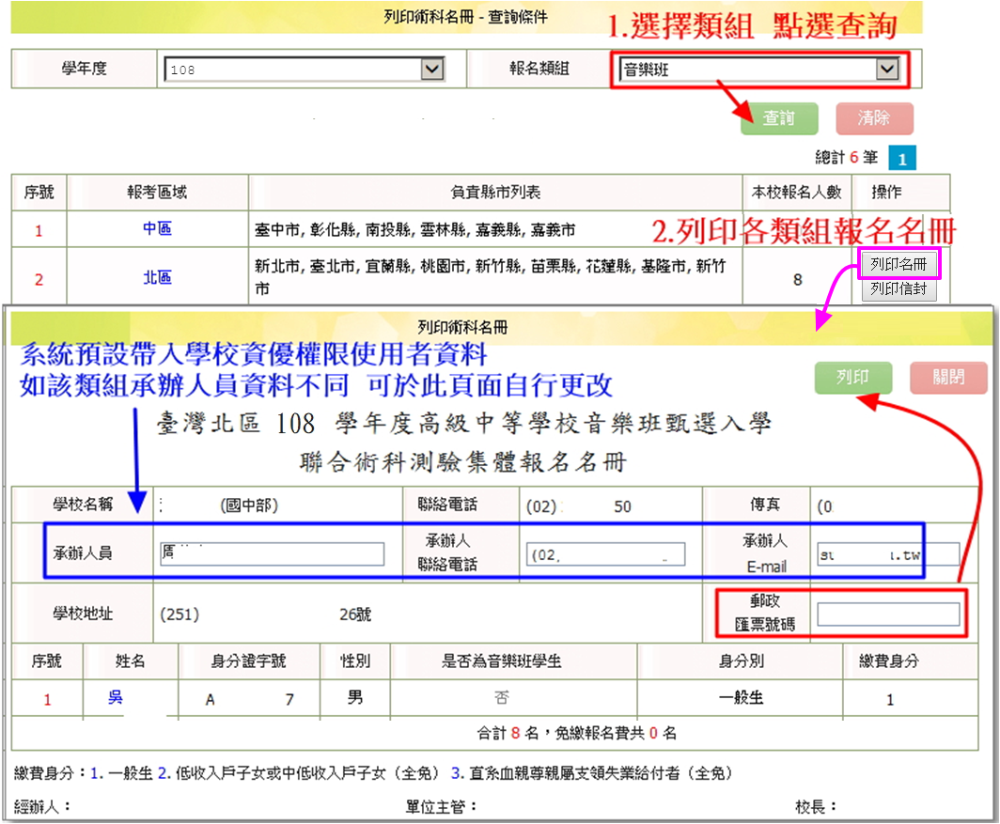 列印術科名冊 - 查詢條件
1.選擇類組 點選查詢
學年度 108 報名類組 音樂班
查詢 清除
總計 6 筆 1
序號 報考區域 負責縣市列表 本校報名人數 操作
1 中區 臺中市, 彰化縣, 南投縣, 雲林縣, 嘉義縣, 嘉義市
2.列印各類組報名名冊
2 北區 新北市, 臺北市, 宜蘭縣, 桃園市, 新竹縣, 苗栗縣, 花蓮縣, 基隆市, 新竹
市 8 列印名冊
列印信封
列印術科名冊
系統預設帶入學校資優權限使用者資料
如該類組承辦人員資料不同 可於此頁面自行更改
列印 關閉
臺灣北區 108 學年度高級中等學校音樂班甄選入學
聯合術科測驗集體報名名冊
學校名稱 (國中部) 聯絡電話 (02) 50 傳真 (0
承辦人員 周 承辦人
聯絡電話 (02, 承辦人
E-mail su .tw
學校地址 (251) 26號 郵政
匯票號碼
序號 姓名 身分證字號 性別 是否為音樂班學生 身分別 繳費身分
1 吳 A 7 男 否 一般生 1
合計 8 名，免繳報名費共 0 名
繳費身分：1. 一般生 2. 低收入戶子女或中低收入戶子女（全免） 3. 直系血親尊親屬支領失業給付者（全免）
經辦人： 單位主管： 校長：